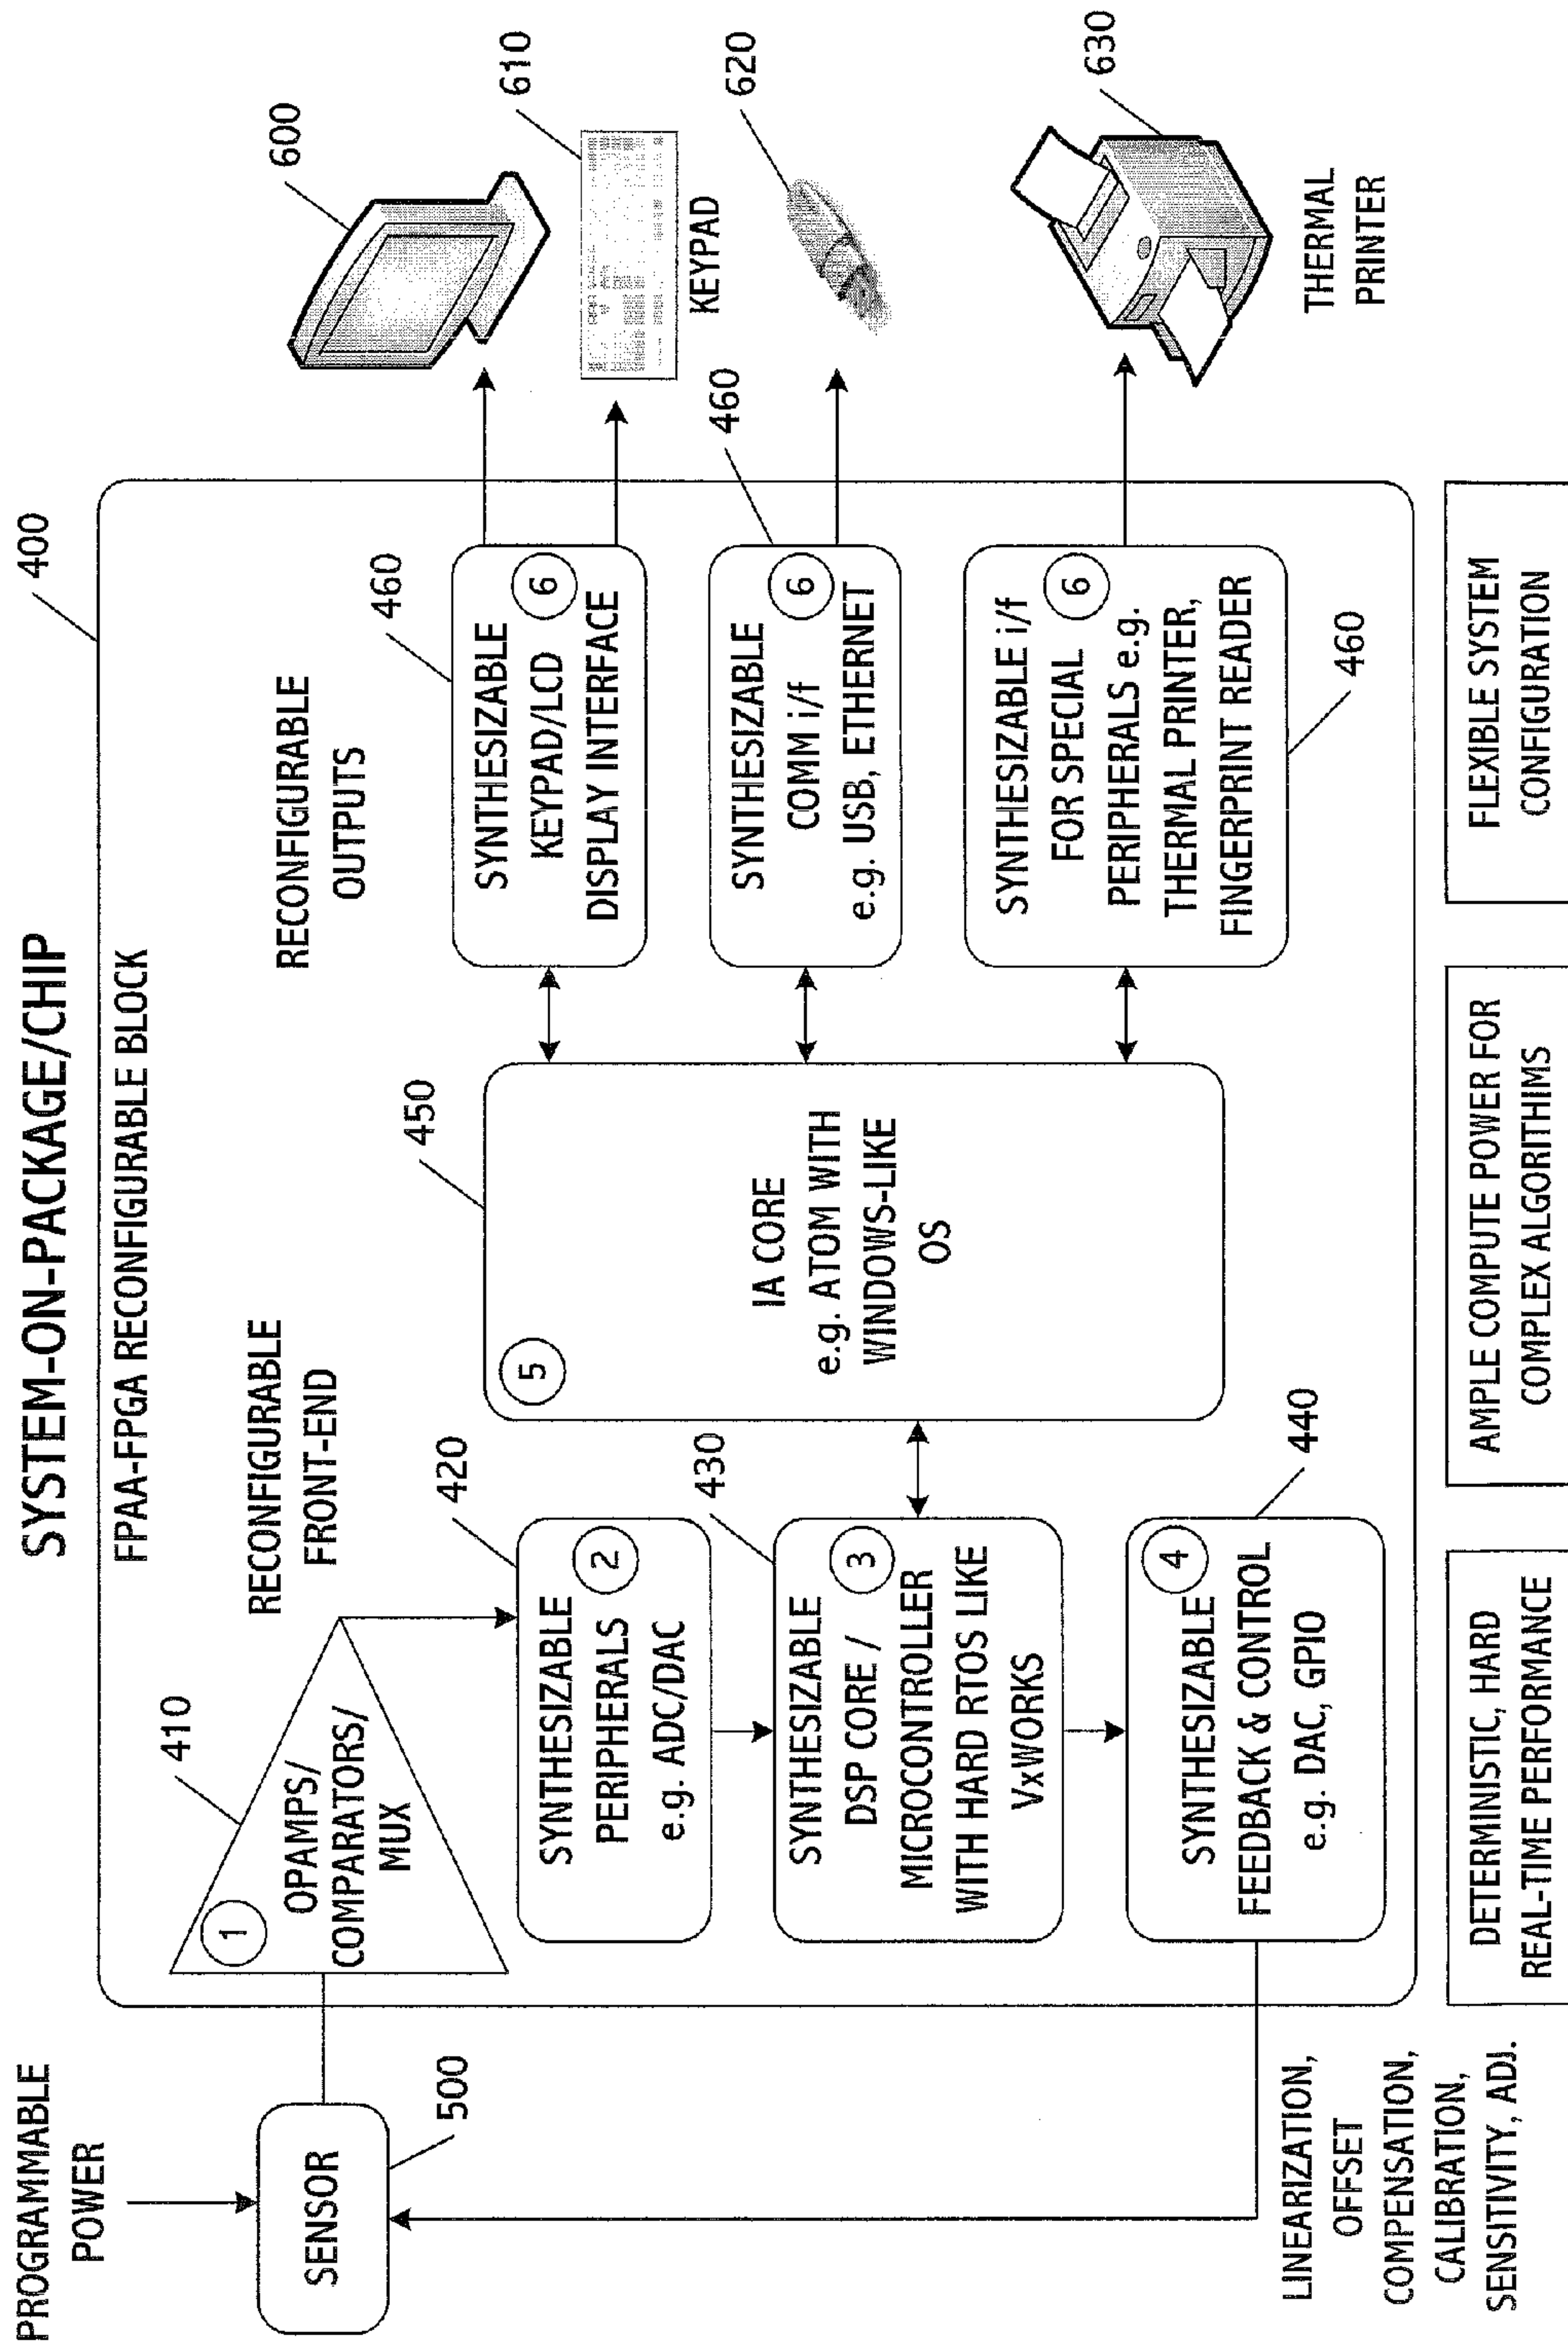 SYSTEM-ON-PACKAGE/CHIP
400
PROGRAMMABLE
POWER
SENSOR
500
FPAA-FPGA RECONFIGURABLE BLOCK
410
1
OPAMPS/
COMPARATORS/
MUX
RECONFIGURABLE
FRONT-END
420
SYNTHESIZABLE
PERIPHERALS
e.g. ADC/DAC
2
430
SYNTHESIZABLE
DSP CORE /
MICROCONTROLLER
WITH HARD RTOS LIKE
VxWORKS
3
440
SYNTHESIZABLE
FEEDBACK & CONTROL
e.g. DAC, GPIO
4
LINEARIZATION,
OFFSET
COMPENSATION,
CALIBRATION,
SENSITIVITY, ADJ.
450
5
IA CORE
e.g. ATOM WITH
WINDOWS-LIKE
OS
RECONFIGURABLE
OUTPUTS
460
SYNTHESIZABLE
KEYPAD/LCD
DISPLAY INTERFACE
6
460
SYNTHESIZABLE
COMM i/f
e.g. USB, ETHERNET
6
SYNTHESIZABLE i/f
FOR SPECIAL
PERIPHERALS e.g.
THERMAL PRINTER,
FINGERPRINT READER
6
460
600
610
KEYPAD
620
630
THERMAL
PRINTER
DETERMINISTIC, HARD
REAL-TIME PERFORMANCE
AMPLE COMPUTE POWER FOR
COMPLEX ALGORITHIMS
FLEXIBLE SYSTEM
CONFIGURATION